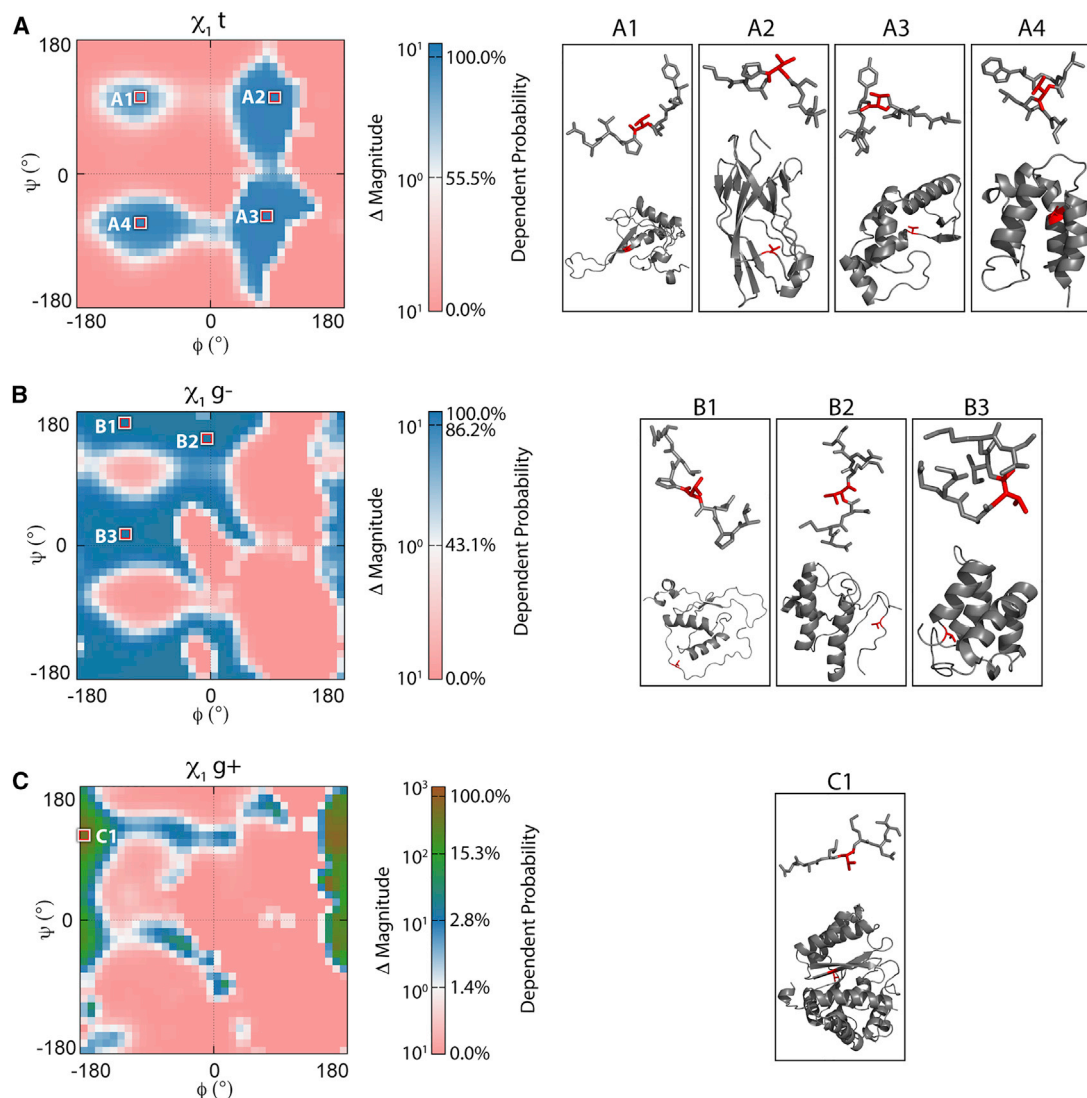 A
χ₁ t
A1
A2
A3
A4
180
0
-180
ψ (°)
-180
0
180
ϕ (°)
10¹
10⁰
10¹
Δ Magnitude
100.0%
55.5%
0.0%
Dependent Probability
A1
A2
A3
A4
B
χ₁ g-
B1
B2
B3
180
0
-180
ψ (°)
-180
0
180
ϕ (°)
10¹
10⁰
10¹
Δ Magnitude
100.0%
86.2%
43.1%
0.0%
Dependent Probability
B1
B2
B3
C
χ₁ g+
C1
180
0
-180
ψ (°)
-180
0
180
ϕ (°)
10³
10²
10¹
10⁰
10¹
Δ Magnitude
100.0%
15.3%
2.8%
1.4%
0.0%
Dependent Probability
C1